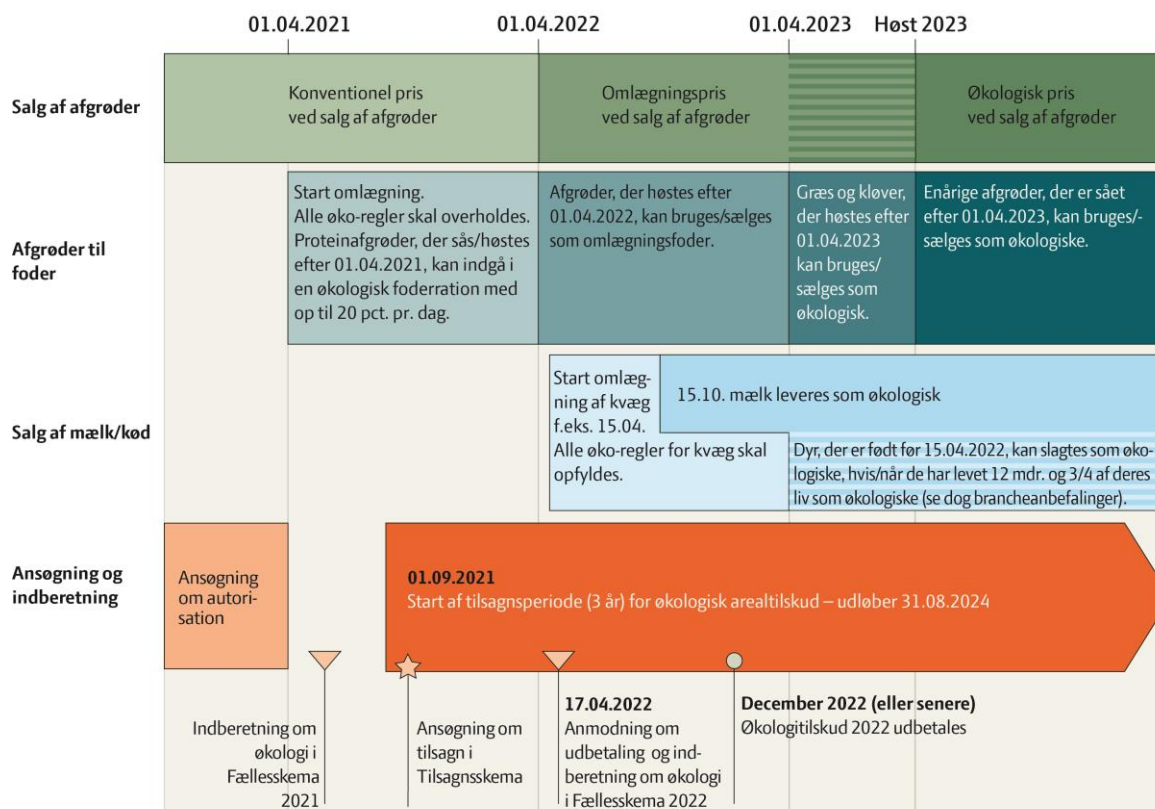 01.04.2021
01.04.2022
01.04.2023
Høst 2023
Salg af afgrøder
Konventionel pris
ved salg af afgrøder
Omlægningspris
ved salg af afgrøder
Økologisk pris
ved salg af afgrøder
Afgrøder til
foder
Start omlægning.
Alle øko-regler skal overholdes.
Proteinafgrøder, der sås/høstes
efter 01.04.2021, kan indgå i
en økologisk foderration med
op til 20 pct. pr. dag.
Afgrøder, der høstes efter
01.04.2022, kan bruges/sælges
som omlægningsfoder.
Græs og kløver,
der høstes efter
01.04.2023
kan bruges/
sælges som
økologisk.
Enårige afgrøder, der er sået
efter 01.04.2023, kan bruges/-
sælges som økologiske.
Salg af mælk/kød
Start omlæg-
ning af kvæg
f.eks. 15.04.
Alle øko-regler for kvæg skal
opfyldes.
15.10. mælk leveres som økologisk
Dyr, der er født før 15.04.2022, kan slagtes som øko-
logiske, hvis/når de har levet 12 mdr. og 3/4 af deres
liv som økologiske (se dog brancheanbefalinger).
Ansøgning og
indberetning
Ansøgning
om autori-
sation
01.09.2021
Start af tilsagnsperiode (3 år) for økologisk arealtilskud – udløber 31.08.2024
Indberetning om
økologi i
Fællesskema
2021
Ansøgning om
tilsagn i
Tilsagnsskema
17.04.2022
Anmodning om
udbetaling og ind-
beretning om økologi
i Fællesskema 2022
December 2022 (eller senere)
Økologitilskud 2022 udbetales